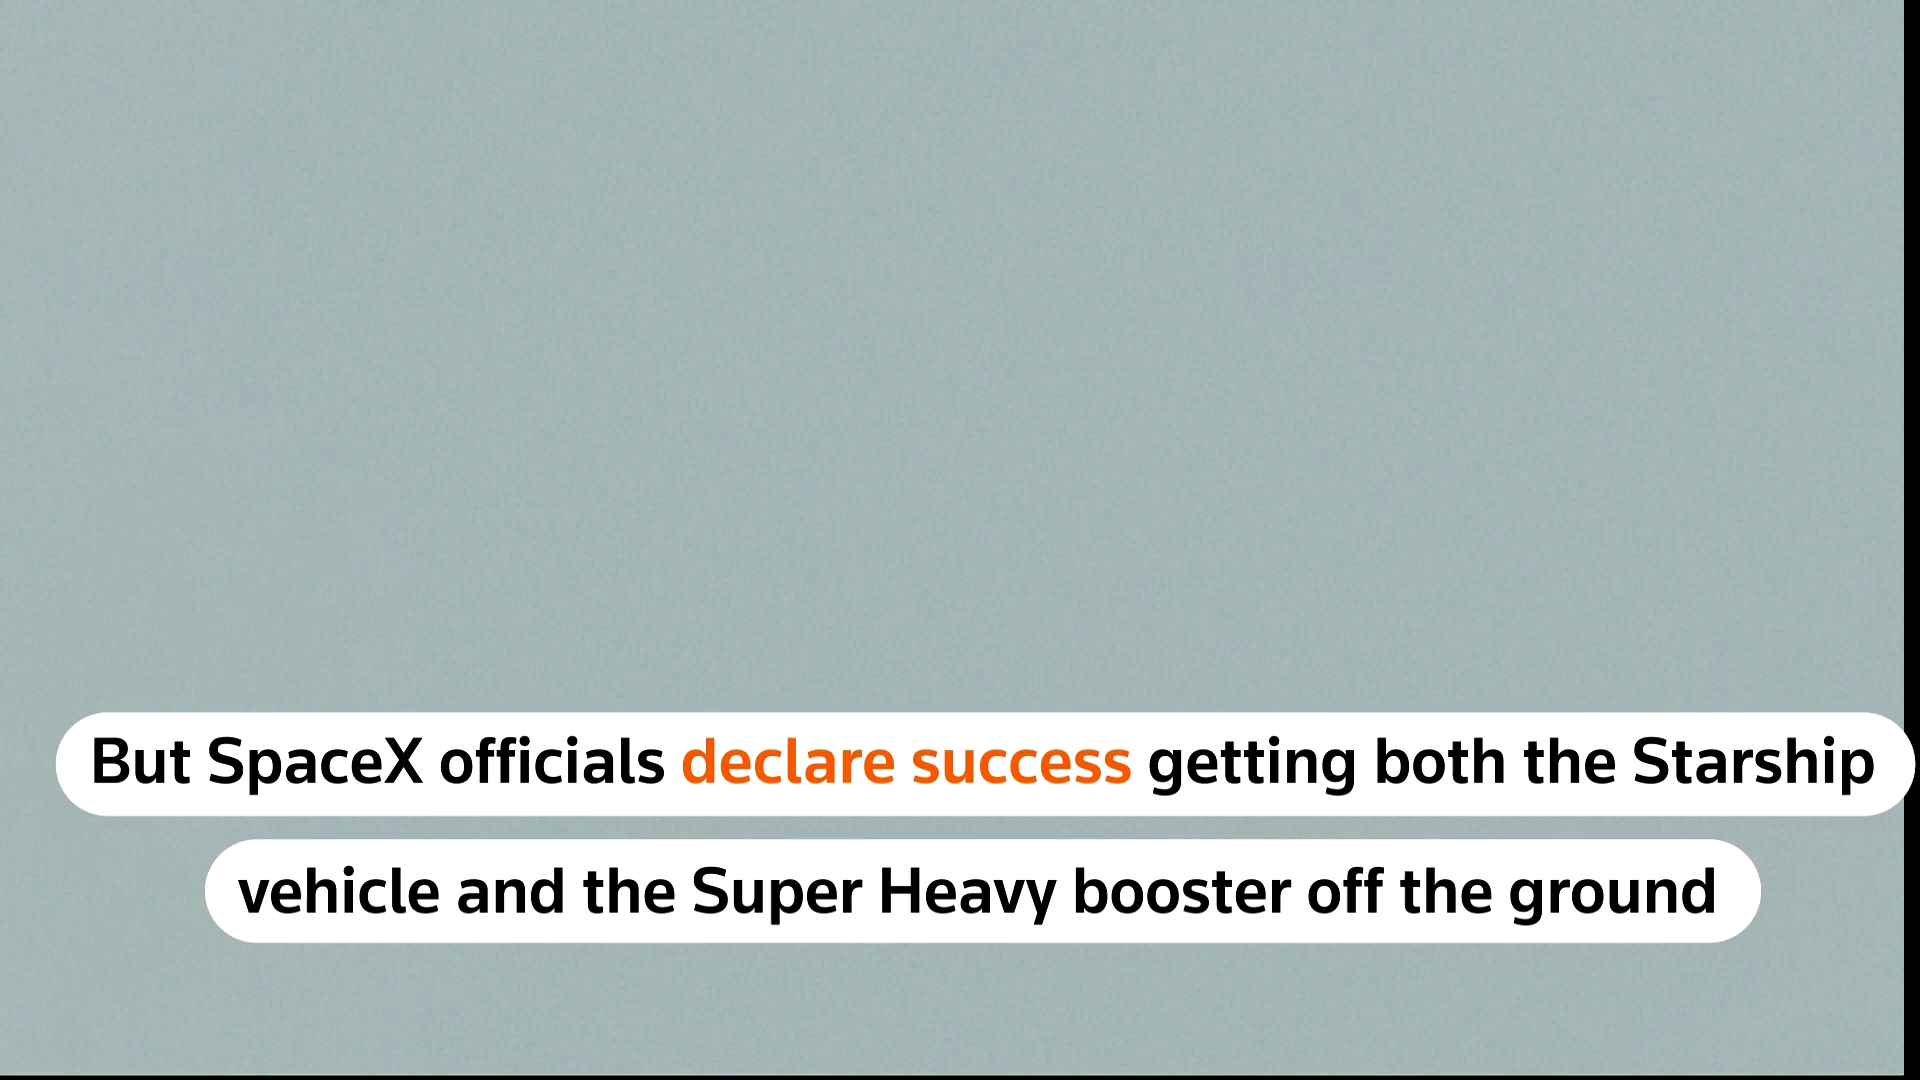 But SpaceX officials declare success getting both the Starship
vehicle and the Super Heavy booster off the ground